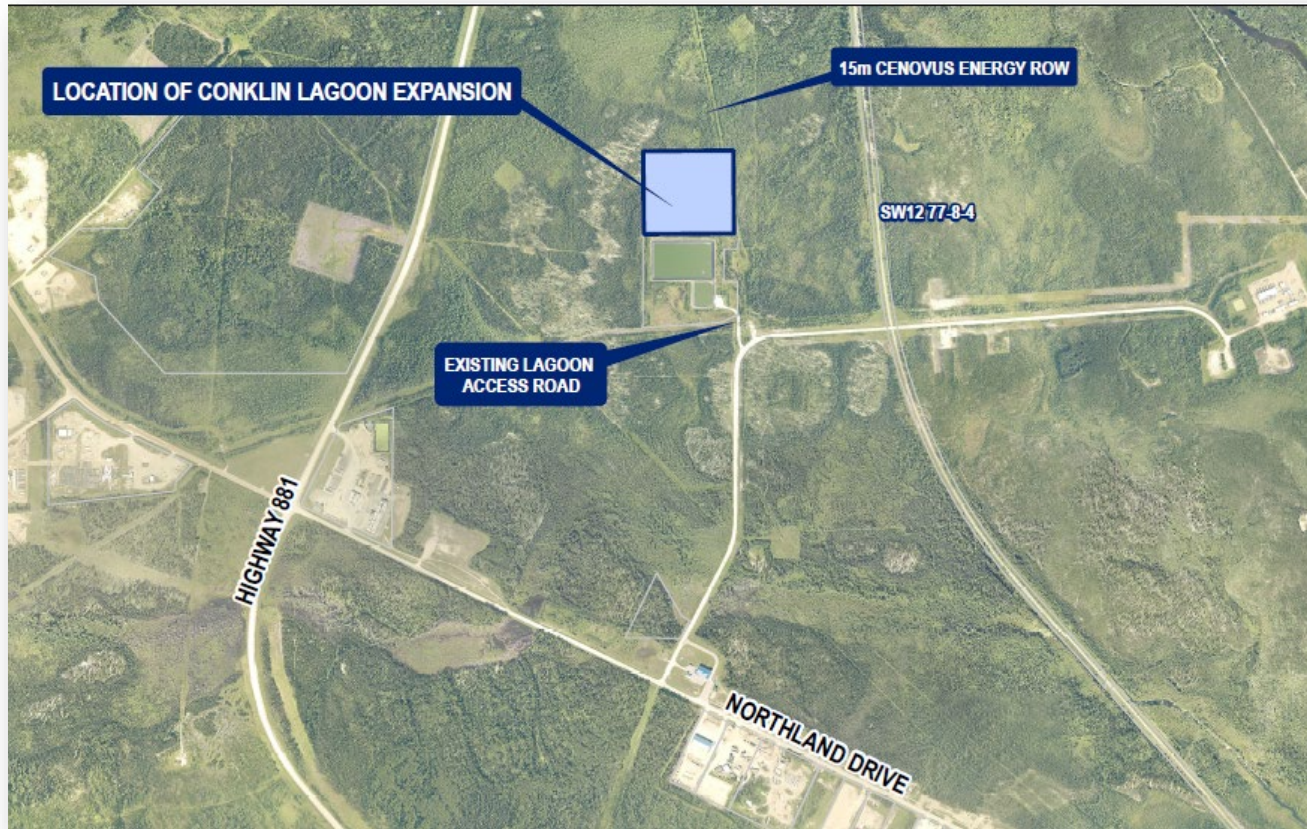 15m CENOVUS ENERGY ROW
LOCATION OF CONKLIN LAGOON EXPANSION
SW12 77-8-4
EXISTING LAGOON
ACCESS ROAD
HIGHWAY 881
NORTHLAND DRIVE